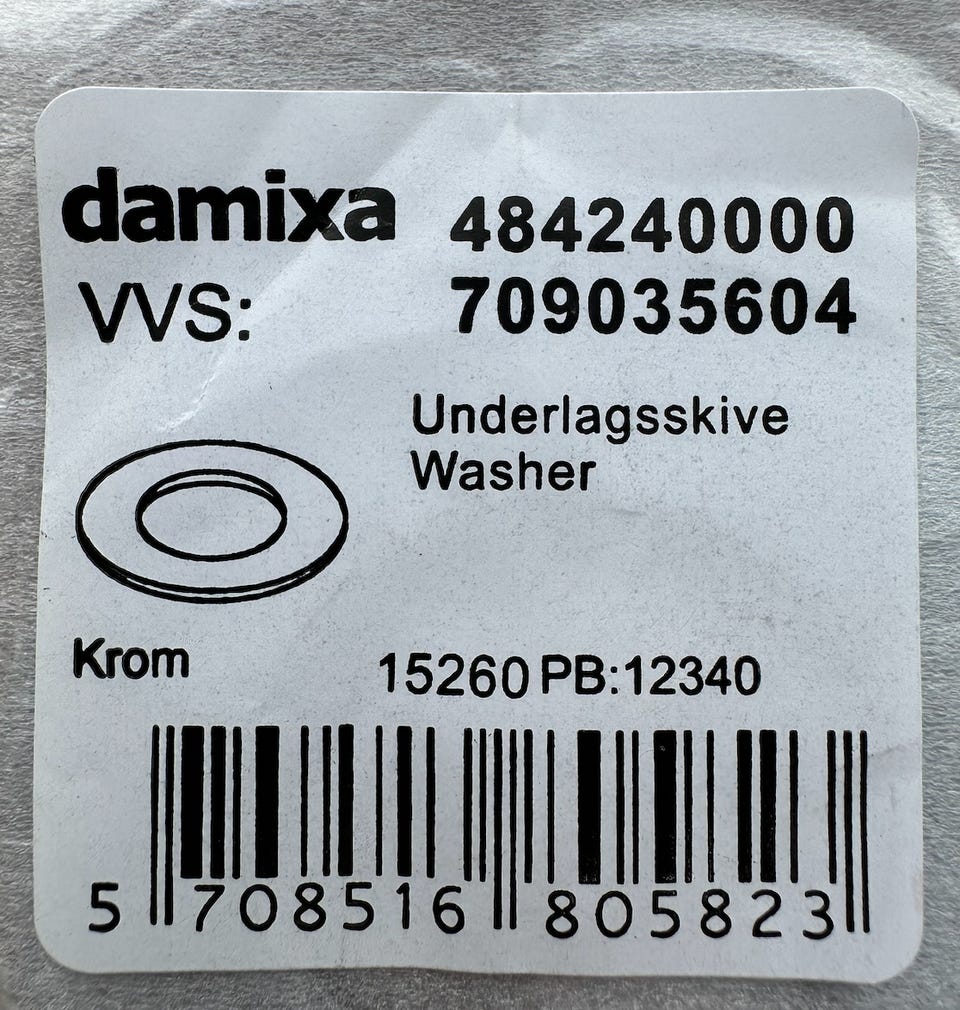 damixa 484240000
VVS: 709035604
Underlagsskive
Washer
Krom
15260 PB:12340
5 708516 805823